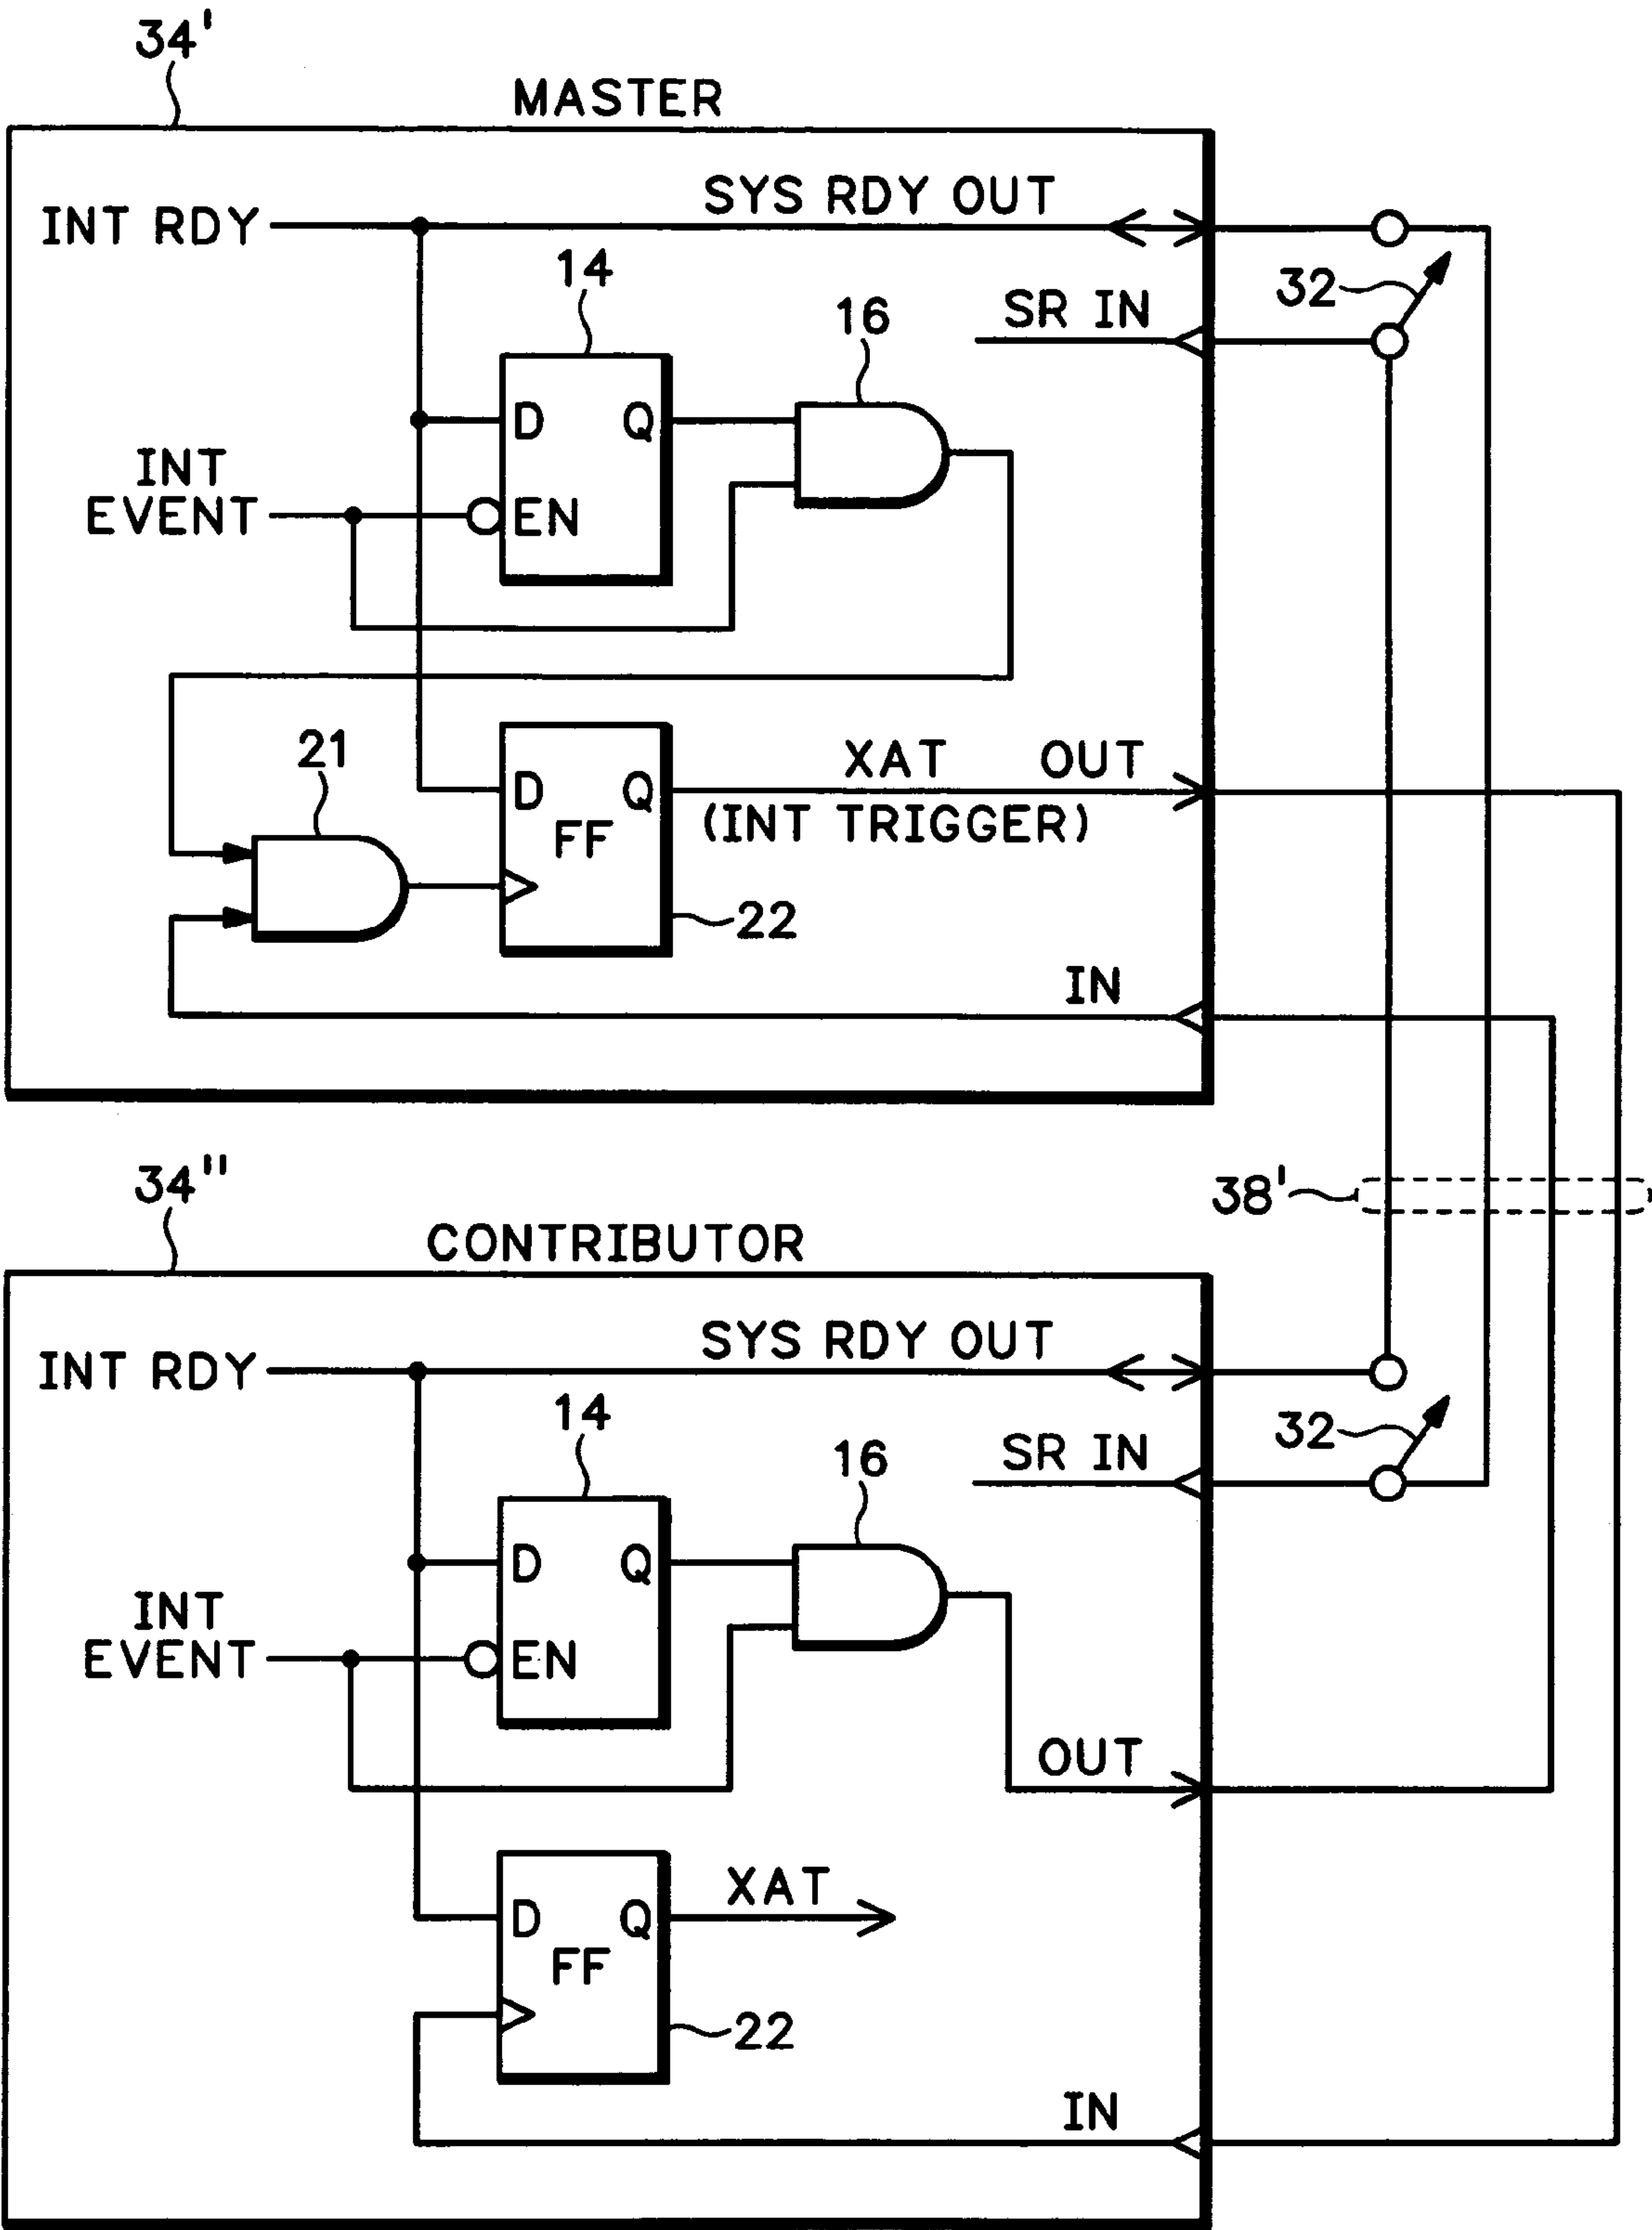 34'
MASTER
SYS RDY OUT
INT RDY
14
SR IN
32
16
D Q
INT
EVENT
EN
21
XAT OUT
D Q
(INT TRIGGER)
FF
22
IN
34"
38'
CONTRIBUTOR
SYS RDY OUT
INT RDY
14
SR IN
32
16
D Q
INT
EVENT
EN
OUT
XAT
D Q
FF
22
IN